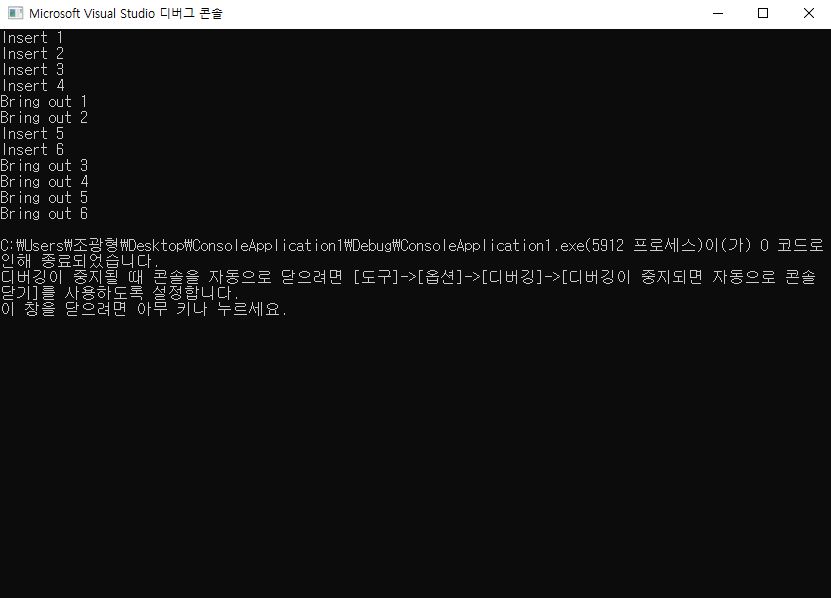 Microsoft Visual Studio 디버그 콘솔
Insert 1
Insert 2
Insert 3
Insert 4
Bring out 1
Bring out 2
Insert 5
Insert 6
Bring out 3
Bring out 4
Bring out 5
Bring out 6
C:₩Users₩조광형₩Desktop₩ConsoleApplication1₩Debug₩ConsoleApplication1.exe(5912 프로세스)이(가) 0 코드로
인해 종료되었습니다.
디버깅이 중지될 때 콘솔을 자동으로 닫으려면 [도구]->[옵션]->[디버깅]->[디버깅이 중지되면 자동으로 콘솔
닫기]를 사용하도록 설정합니다.
이 창을 닫으려면 아무 키나 누르세요.